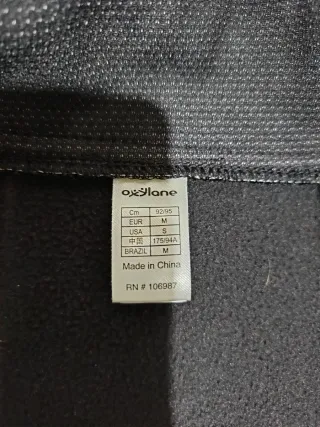 oxylane
Cm 92/95
EUR M
USA S
中国 175/94A
BRAZIL M
Made in China
RN # 106987